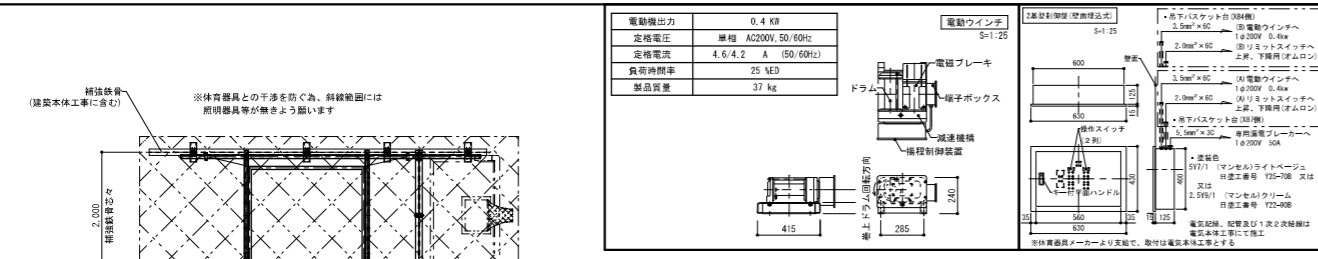 補強鉄骨
(建築本体工事に含む)
※体育器具との干渉を防ぐ為、斜線範囲には
照明器具等が無きよう願います
2,000
補強鉄骨芯々
電動機出力 0.4 KW
定格電圧 単相 AC200V,50/60Hz
定格電流 4.6/4.2 A (50/60Hz)
負荷時間率 25 %ED
製品質量 37 kg
電動ウインチ
S=1:25
電磁ブレーキ
ドラム
端子ボックス
減速機構
揚程制御装置
巻上ドラム回転方向
415
285
240
2基型制御盤(壁面埋込式)
S=1:25
600
630
125
15
操作スイッチ
(2列)
キー付平面ハンドル
35
560
35
630
430
壁面
・吊下バスケット台(X84側)
3.5mm²×6C (B)電動ウインチへ
1φ200V 0.4kw
2.0mm²×6C (B)リミットスイッチへ
上昇、下降用(オムロン)
3.5mm²×6C (A)電動ウインチへ
1φ200V 0.4kw
2.0mm²×6C (A)リミットスイッチへ
上昇、下降用(オムロン)
・吊下バスケット台(X87側)
5.5mm²×3C 専用漏電ブレーカーへ
1φ200V 50A
400
15 125
・塗装色
5Y7/1 (マンセル)ライトベージュ
日塗工番号 Y25-70B 又は
又は
2.5Y9/1 (マンセル)クリーム
日塗工番号 Y22-90B
電気配線、配管及び1次2次結線は
電気本体工事にて施工
※体育器具メーカーより支給で、取付は電気本体工事とする